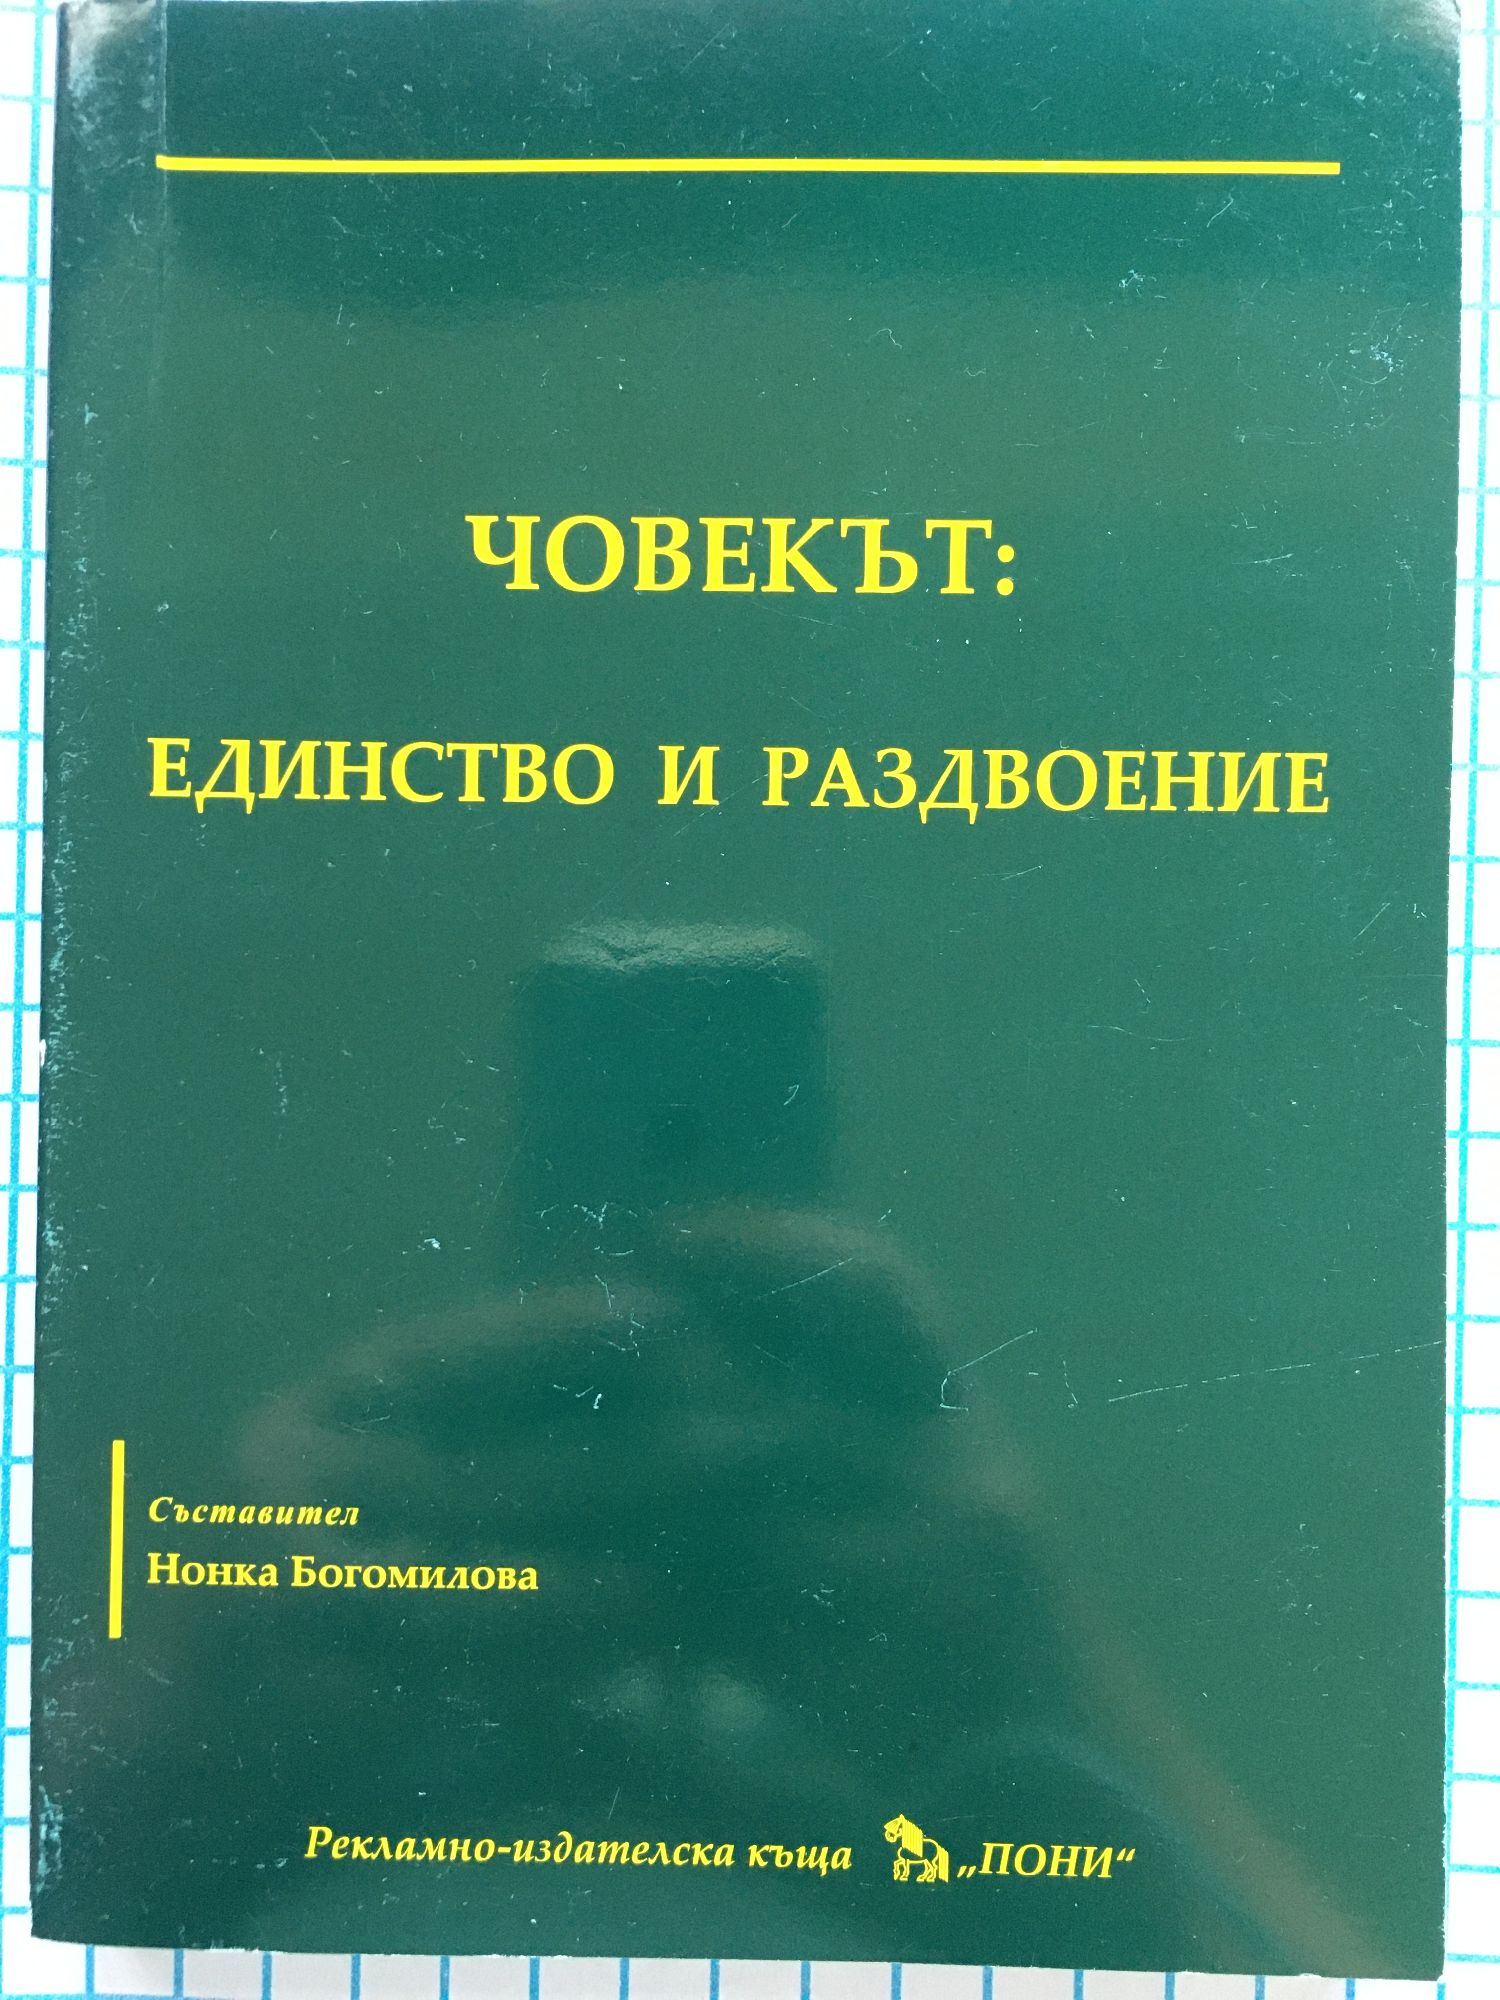 ЧОВЕКЪТ:
ЕДИНСТВО И РАЗДВОЕНИЕ
Съставител
Нонка Богомилова
Рекламно-издателска къща „ПОНИ“